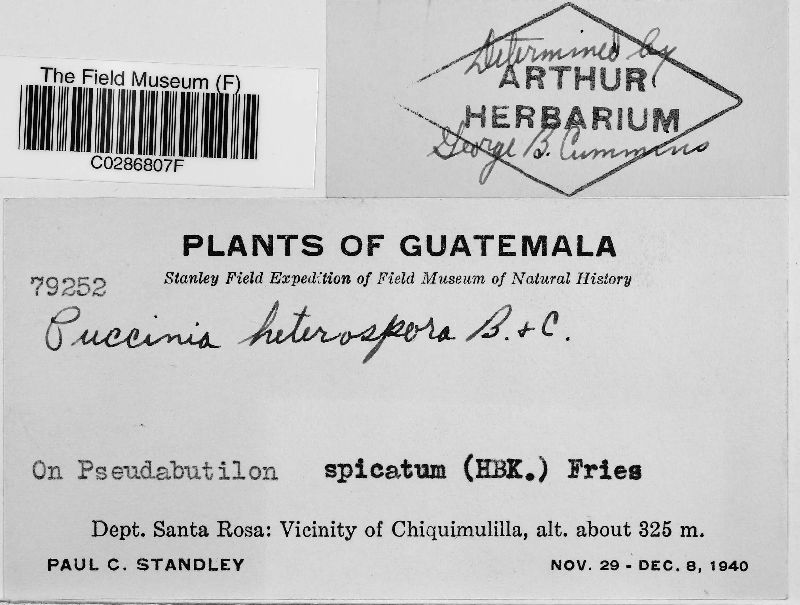 The Field Museum (F)
C0286807F
Determined by
ARTHUR
HERBARIUM
George B. Cummins
PLANTS OF GUATEMALA
Stanley Field Expedition of Field Museum of Natural History
79252
Puccinia heterospora B. & C.
On Pseudabutilon spicatum (HBK.) Fries
Dept. Santa Rosa: Vicinity of Chiquimulilla, alt. about 325 m.
PAUL C. STANDLEY NOV. 29 - DEC. 8, 1940